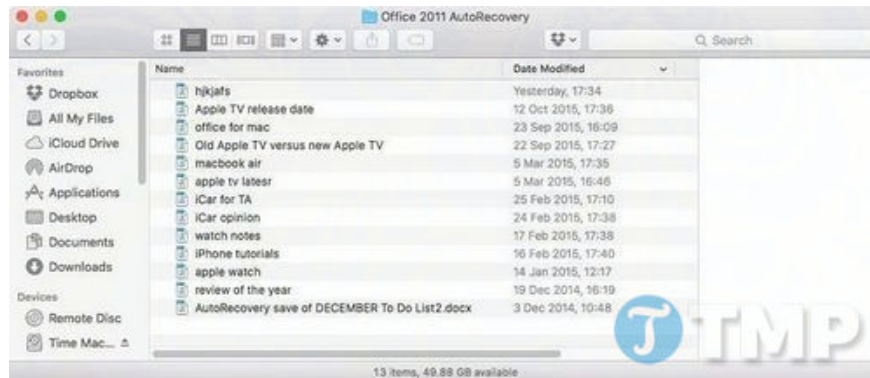 Office 2011 AutoRecovery
Search
Favorites
Dropbox
All My Files
iCloud Drive
AirDrop
Applications
Desktop
Documents
Downloads
Devices
Remote Disc
Time Mac...
Name Date Modified
hjkjafs Yesterday, 17:34
Apple TV release date 12 Oct 2015, 17:36
office for mac 23 Sep 2015, 16:09
Old Apple TV versus new Apple TV 22 Sep 2015, 17:27
macbook air 5 Mar 2015, 17:35
apple tv latesr 5 Mar 2015, 16:46
iCar for TA 25 Feb 2015, 17:10
iCar opinion 24 Feb 2015, 17:38
watch notes 17 Feb 2015, 17:38
iPhone tutorials 16 Feb 2015, 17:40
apple watch 14 Jan 2015, 12:17
review of the year 19 Dec 2014, 16:19
AutoRecovery save of DECEMBER To Do List2.docx 3 Dec 2014, 10:48
T TMP
13 items, 49.88 GB available